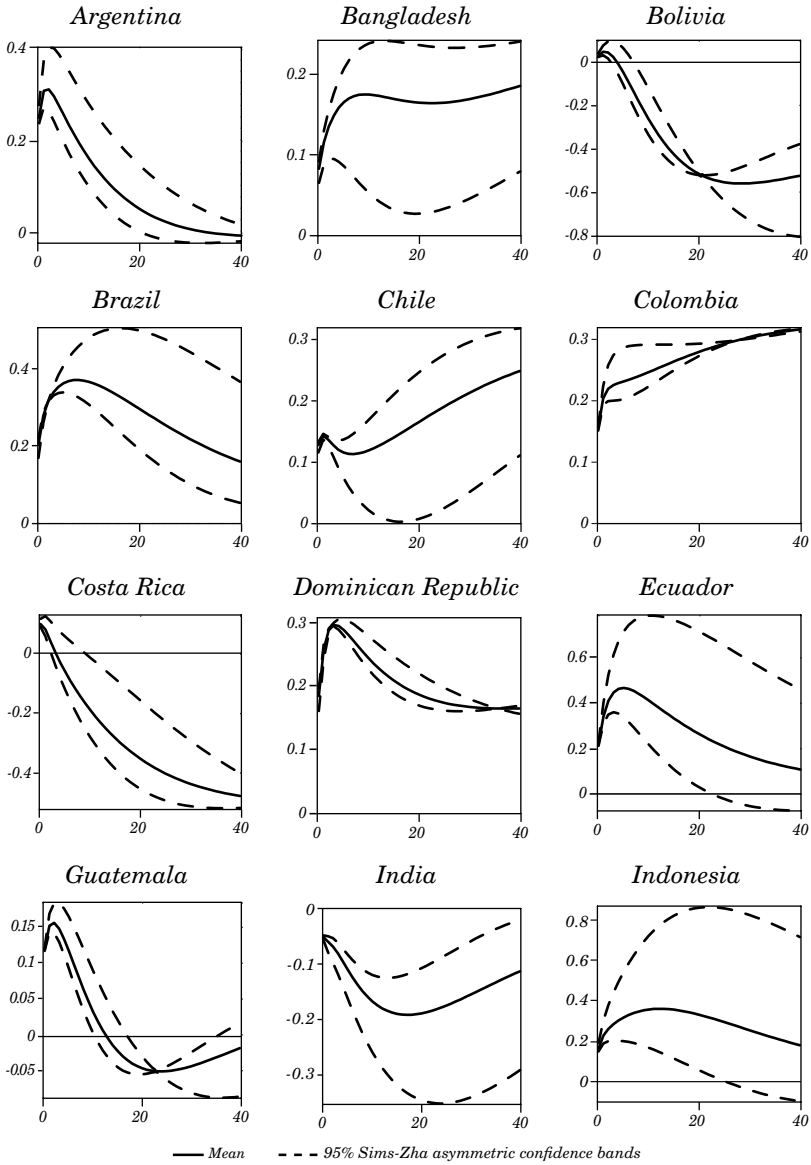 Argentina Bangladesh Bolivia
0.4
0.2
0
0 20 40
0.2
0.1
0
0 20 40
0
-0.2
-0.4
-0.6
-0.8
0 20 40
Brazil Chile Colombia
0.4
0.2
0
0 20 40
0.3
0.2
0.1
0
0 20 40
0.3
0.2
0.1
0
0 20 40
Costa Rica Dominican Republic Ecuador
0
-0.2
-0.4
0 20 40
0.3
0.2
0.1
0
0 20 40
0.6
0.4
0.2
0
0 20 40
Guatemala India Indonesia
0.15
0.1
0.05
0
-0.05
0 20 40
0
-0.1
-0.2
-0.3
0 20 40
0.8
0.6
0.4
0.2
0
0 20 40
Mean 95% Sims-Zha asymmetric confidence bands